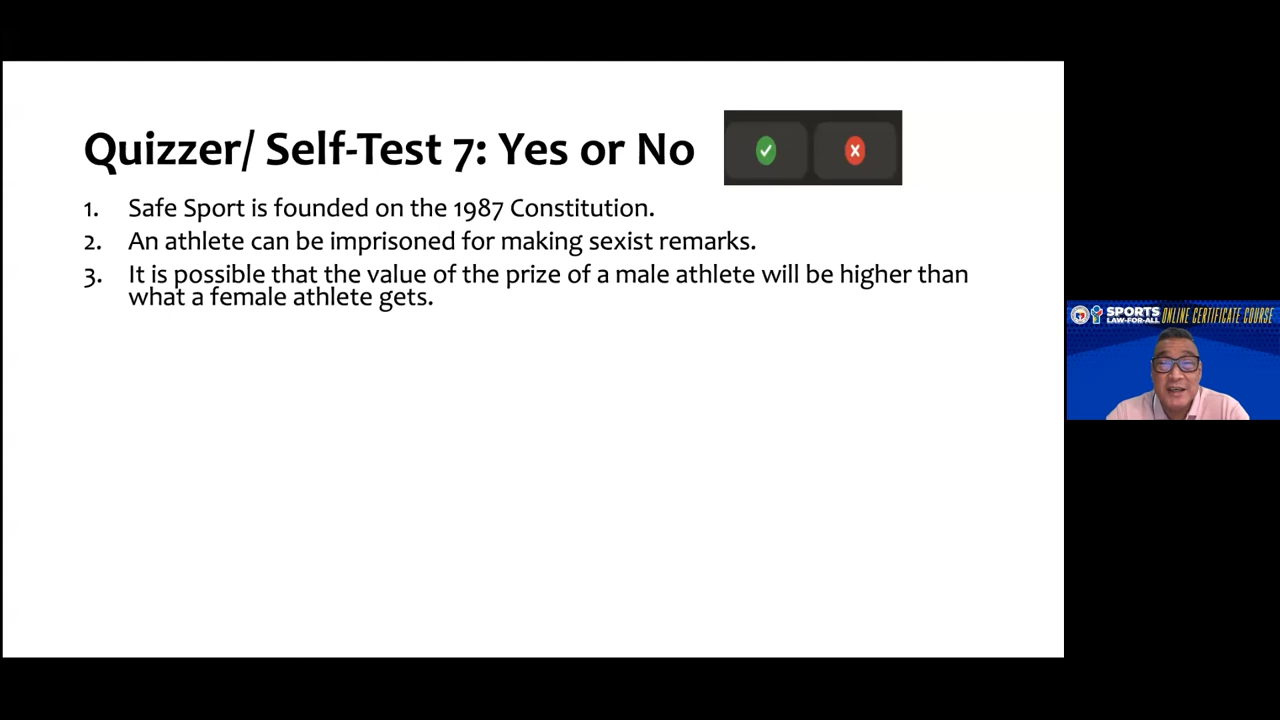 Quizzer/ Self-Test 7: Yes or No
1. Safe Sport is founded on the 1987 Constitution.
2. An athlete can be imprisoned for making sexist remarks.
3. It is possible that the value of the prize of a male athlete will be higher than
what a female athlete gets.
SPORTS
LAW-FOR-ALL
ONLINE CERTIFICATE COURSE